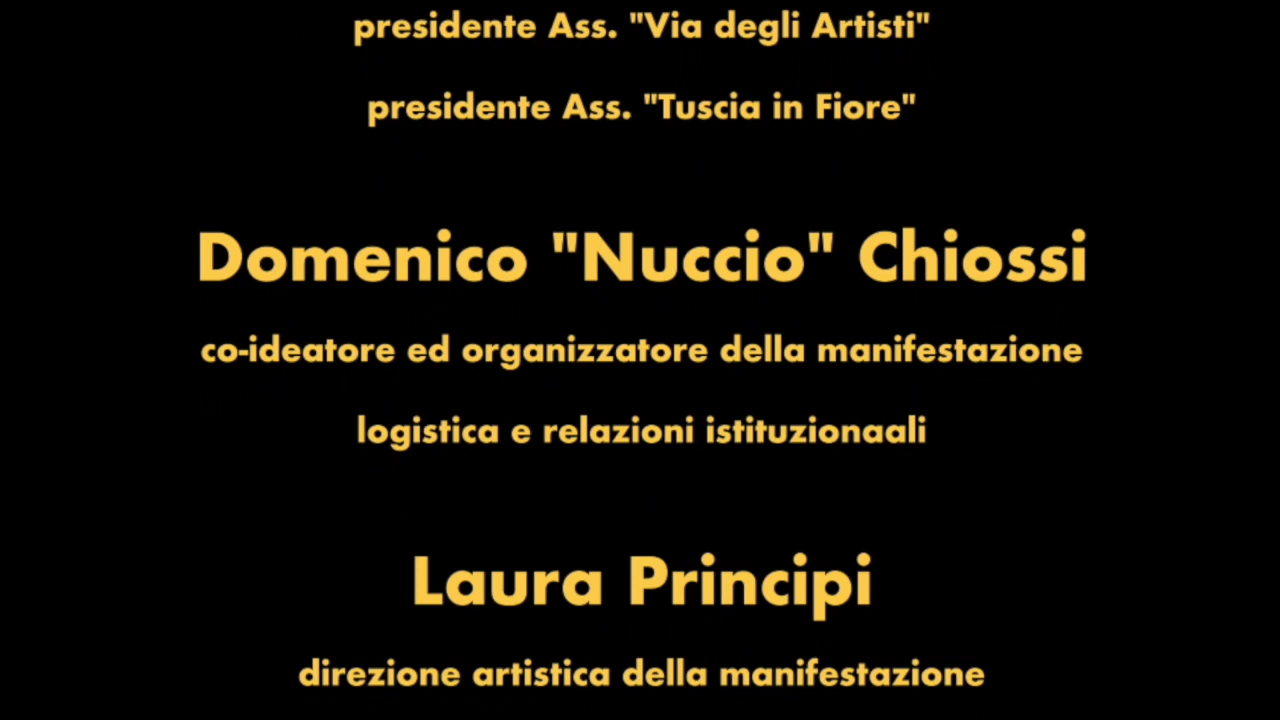 presidente Ass. "Via degli Artisti"
presidente Ass. "Tuscia in Fiore"
Domenico "Nuccio" Chiossi
co-ideatore ed organizzatore della manifestazione
logistica e relazioni istituzionaali
Laura Principi
direzione artistica della manifestazione